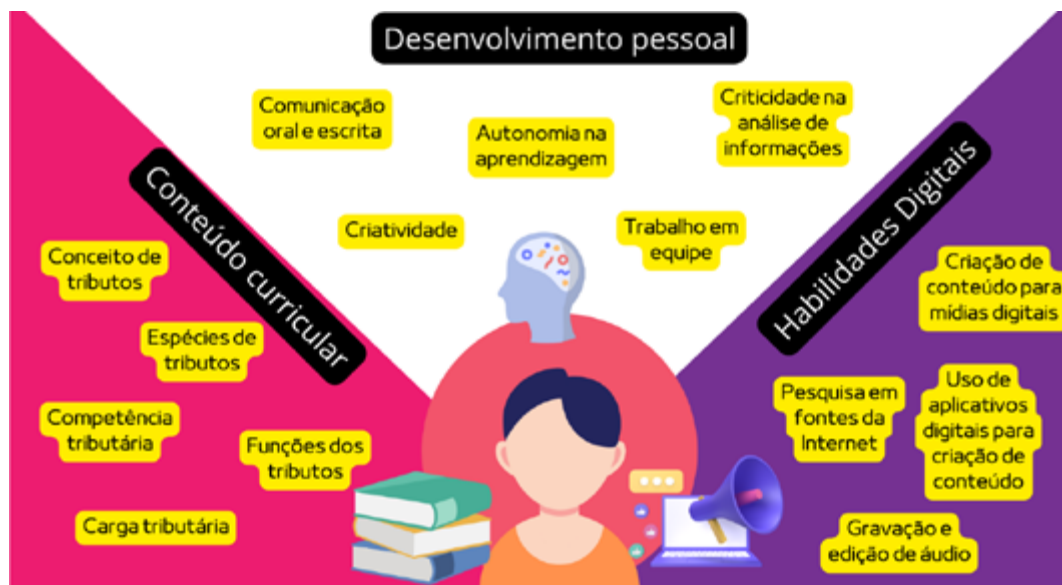 Desenvolvimento pessoal
Comunicação
oral e escrita
Autonomia na
aprendizagem
Criticidade na
análise de
informações
Criatividade
Trabalho em
equipe
Conteúdo curricular
Conceito de
tributos
Espécies de
tributos
Competência
tributária
Funções dos
tributos
Carga tributária
Habilidades Digitais
Criação de
conteúdo para
mídias digitais
Pesquisa em
fontes da
Internet
Uso de
aplicativos
digitais para
criação de
conteúdo
Gravação e
edição de áudio